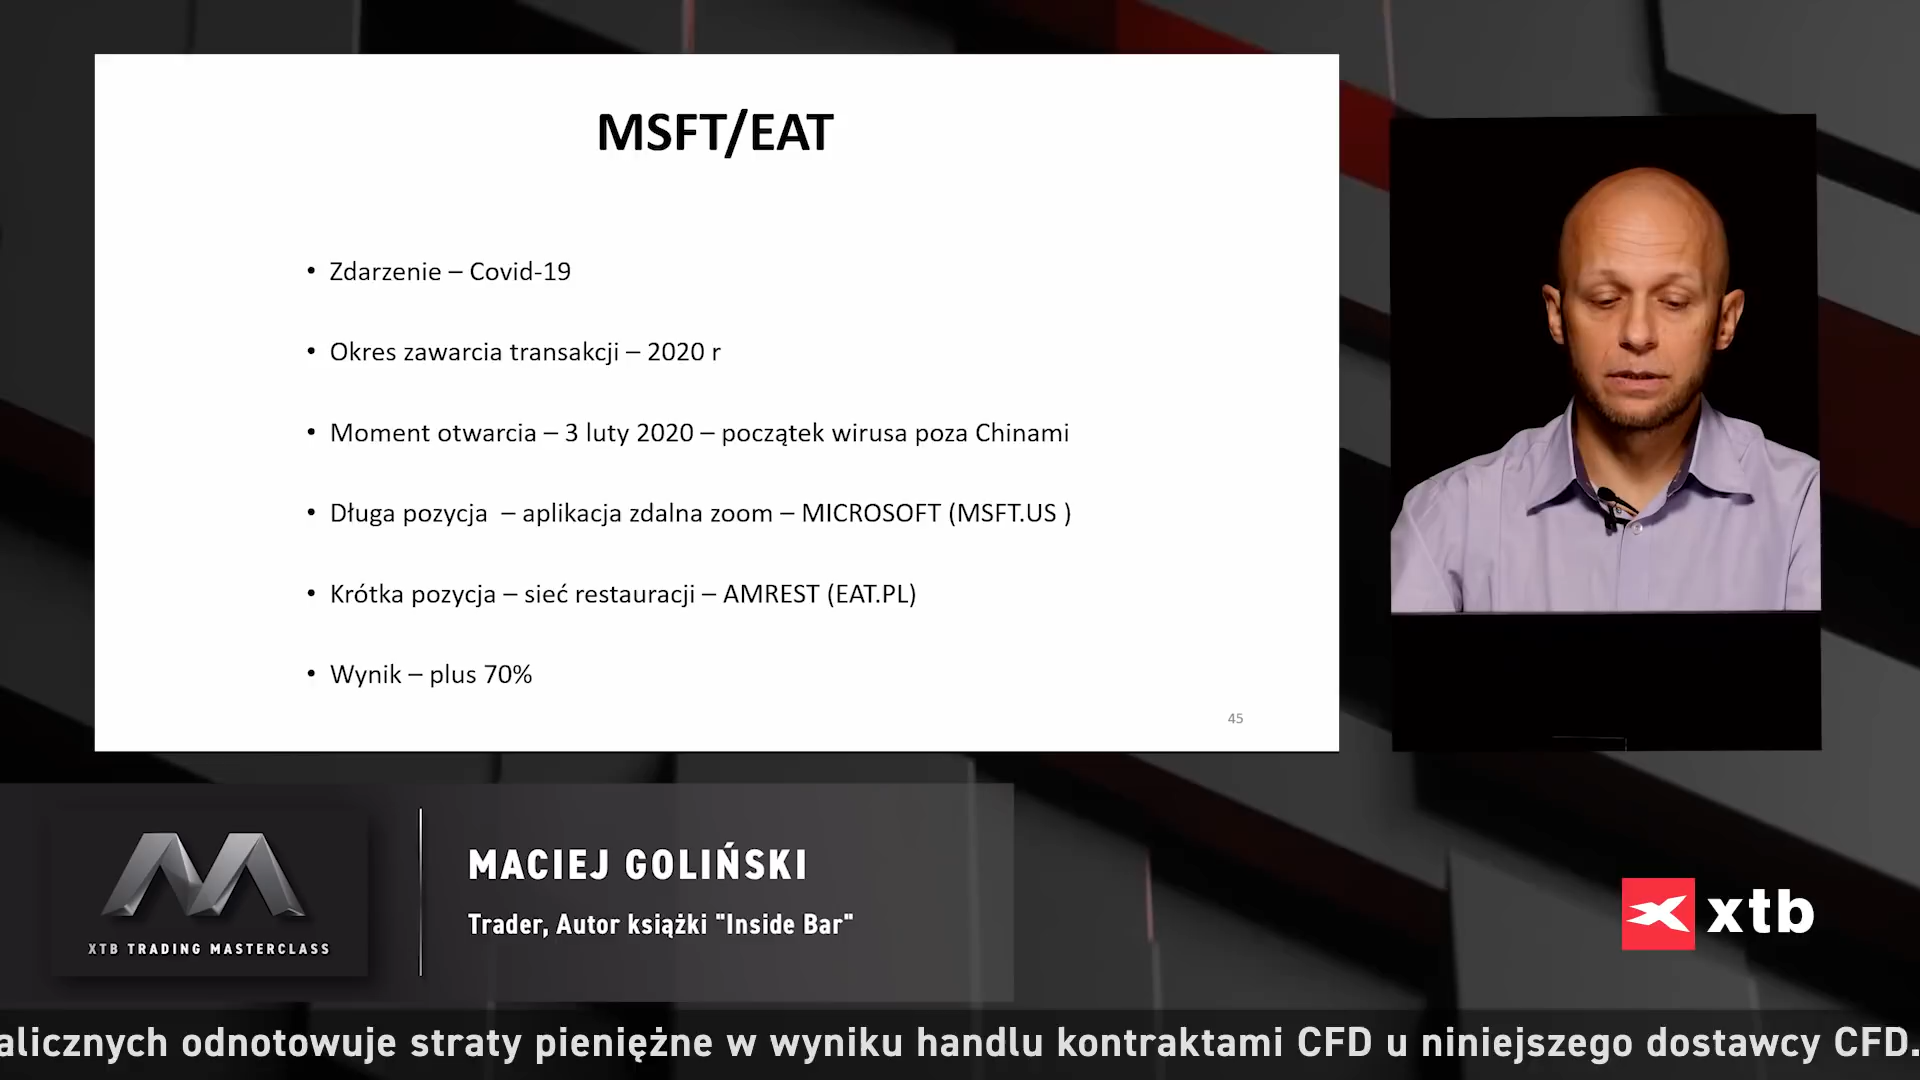 MSFT/EAT
• Zdarzenie – Covid-19
• Okres zawarcia transakcji – 2020 r
• Moment otwarcia – 3 luty 2020 – początek wirusa poza Chinami
• Długa pozycja – aplikacja zdalna zoom – MICROSOFT (MSFT.US )
• Krótka pozycja – sieć restauracji – AMREST (EAT.PL)
• Wynik – plus 70%
45
XTB TRADING MASTERCLASS
MACIEJ GOLIŃSKI
Trader, Autor książki "Inside Bar"
xtb
alicznych odnotowuje straty pieniężne w wyniku handlu kontraktami CFD u niniejszego dostawcy CFD.